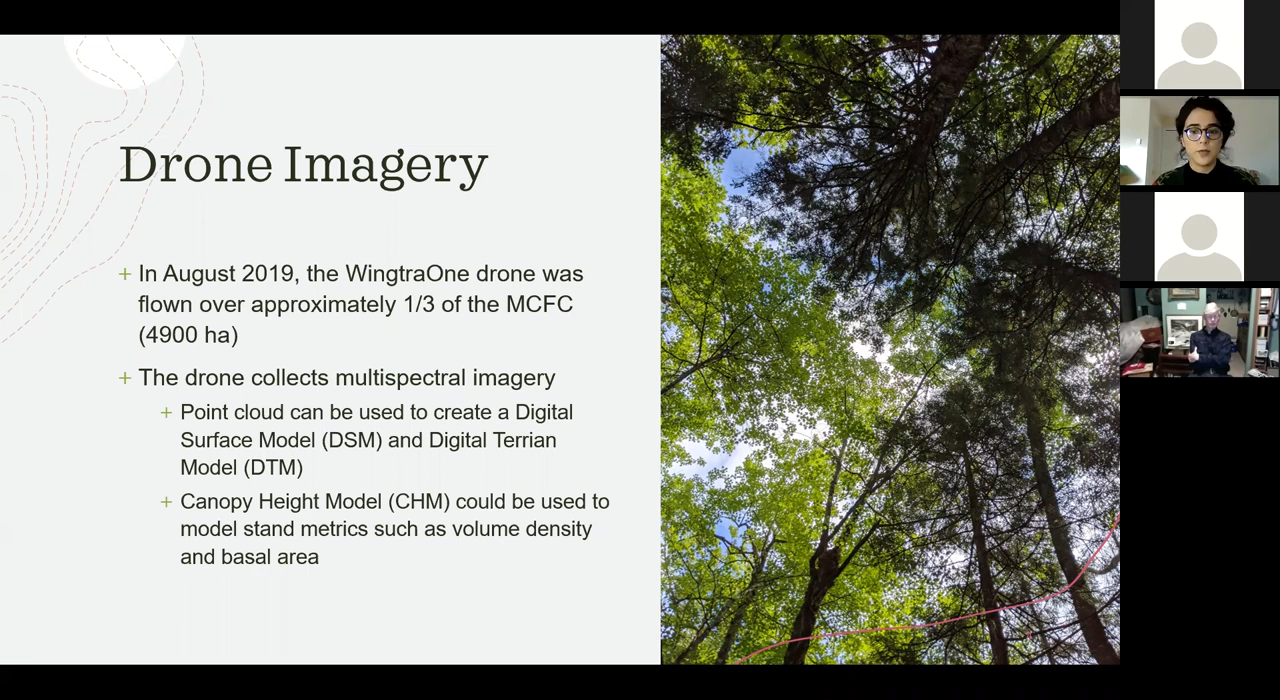 Drone Imagery
+ In August 2019, the WingtraOne drone was
flown over approximately 1/3 of the MCFC
(4900 ha)
+ The drone collects multispectral imagery
+ Point cloud can be used to create a Digital
Surface Model (DSM) and Digital Terrian
Model (DTM)
+ Canopy Height Model (CHM) could be used to
model stand metrics such as volume density
and basal area